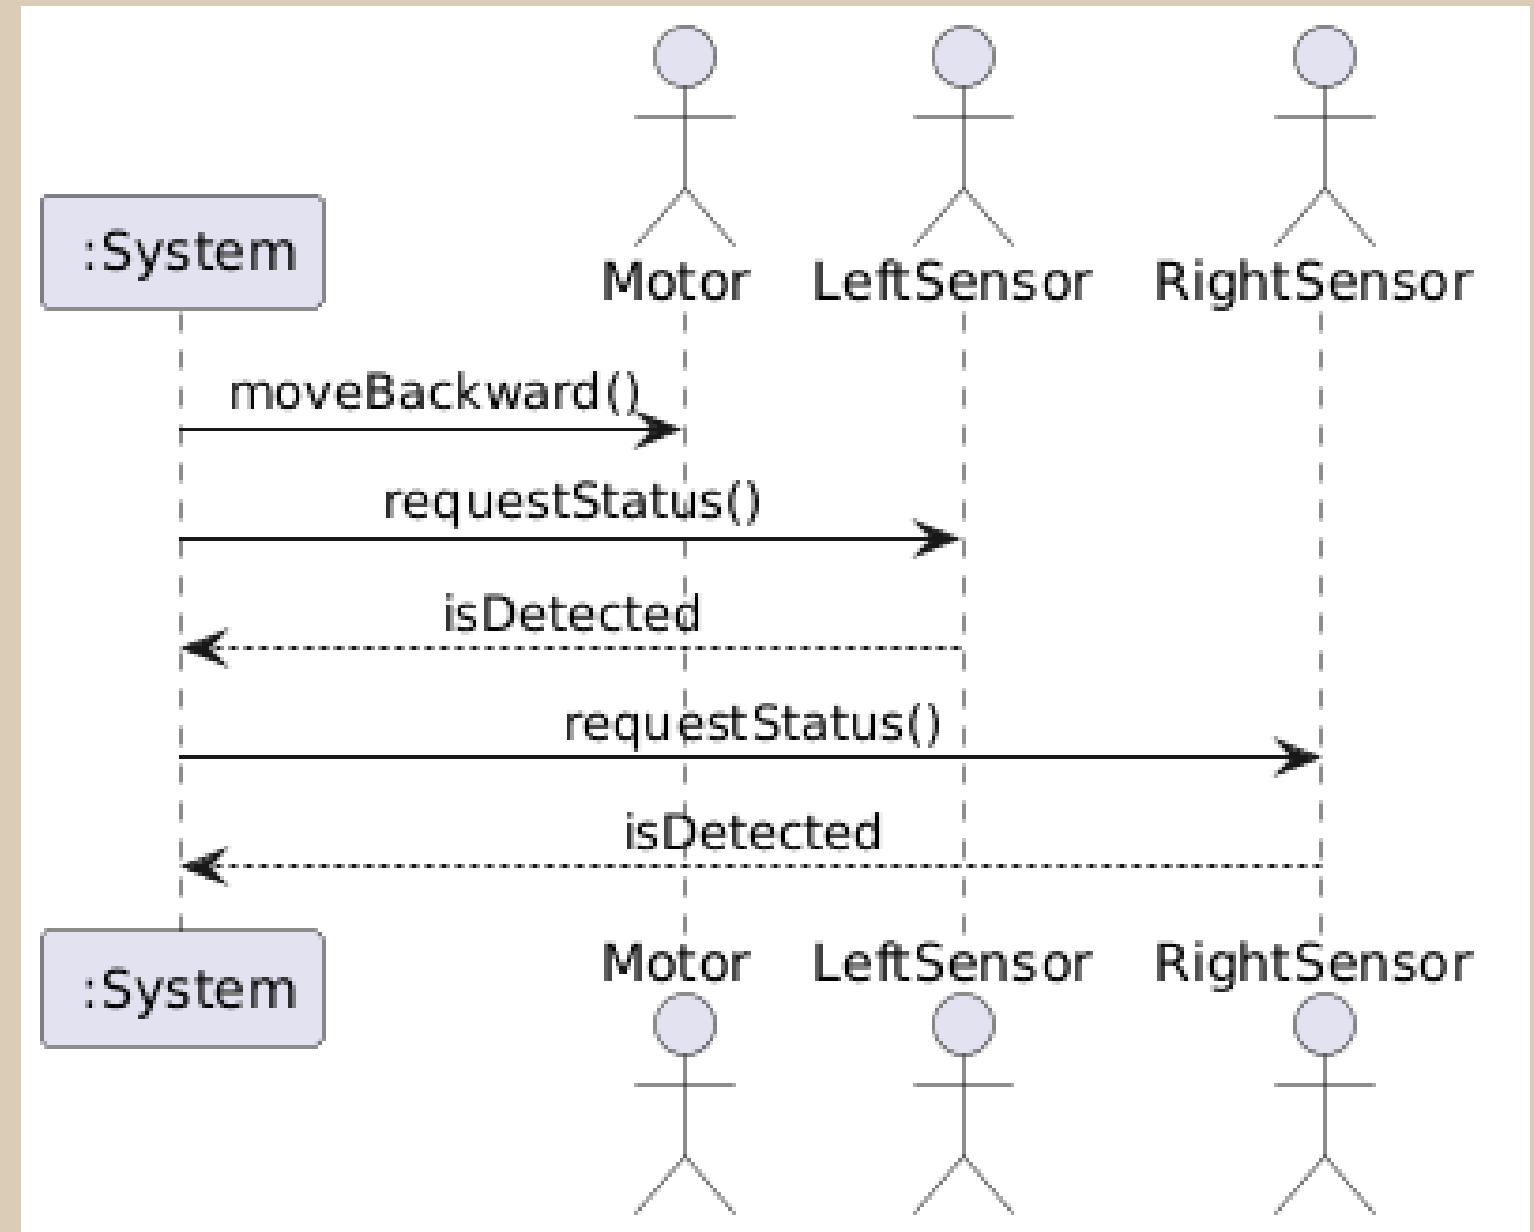 :System
Motor
LeftSensor
RightSensor
moveBackward()
requestStatus()
isDetected
requestStatus()
isDetected
:System
Motor
LeftSensor
RightSensor